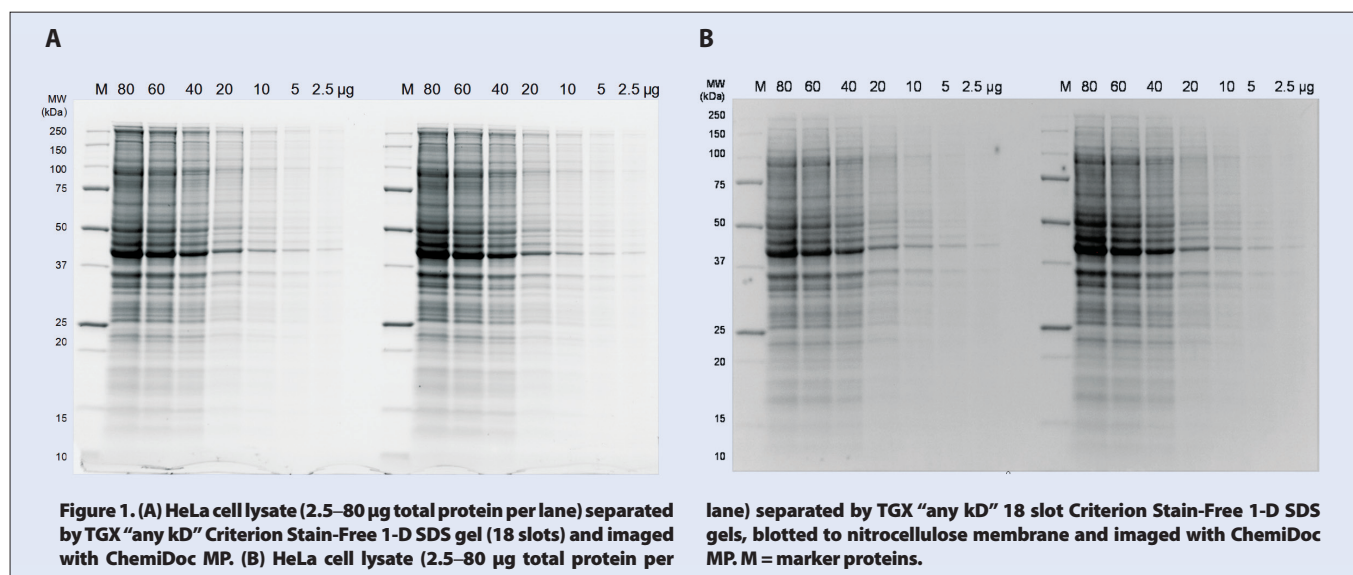 A
M 80 60 40 20 10 5 2.5 µg M 80 60 40 20 10 5 2.5 µg
MW
(kDa)
250
150
100
75
50
37
25
20
15
10
B
M 80 60 40 20 10 5 2.5 µg M 80 60 40 20 10 5 2.5 µg
MW
(kDa)
250
150
100
75
50
37
25
20
15
10
Figure 1. (A) HeLa cell lysate (2.5–80 µg total protein per lane) separated
by TGX “any kD” Criterion Stain-Free 1-D SDS gel (18 slots) and imaged
with ChemiDoc MP. (B) HeLa cell lysate (2.5–80 µg total protein per
lane) separated by TGX “any kD” 18 slot Criterion Stain-Free 1-D SDS
gels, blotted to nitrocellulose membrane and imaged with ChemiDoc
MP. M = marker proteins.